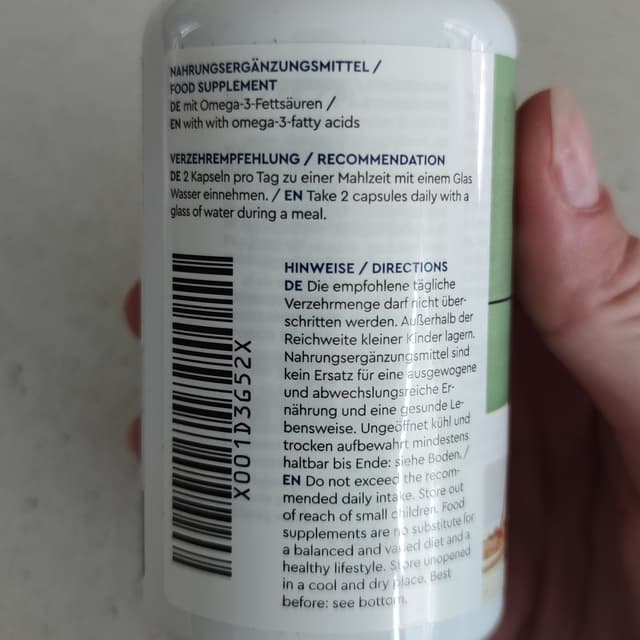 NAHRUNGSERGÄNZUNGSMITTEL /
FOOD SUPPLEMENT
DE mit Omega-3-Fettsäuren /
EN with with omega-3-fatty acids
VERZEHREMPFEHLUNG / RECOMMENDATION
DE 2 Kapseln pro Tag zu einer Mahlzeit mit einem Glas
Wasser einnehmen. / EN Take 2 capsules daily with a
glass of water during a meal.
HINWEISE / DIRECTIONS
DE Die empfohlene tägliche
Verzehrmenge darf nicht über-
schritten werden. Außerhalb der
Reichweite kleiner Kinder lagern.
Nahrungsergänzungsmittel sind
kein Ersatz für eine ausgewogene
und abwechslungsreiche Er-
nährung und eine gesunde Le-
bensweise. Ungeöffnet kühl und
trocken aufbewahrt mindestens
haltbar bis Ende: siehe Boden. /
EN Do not exceed the recom-
mended daily intake. Store out
of reach of small children. Food
supplements are no substitute for
a balanced and varied diet and a
healthy lifestyle. Store unopened
in a cool and dry place. Best
before: see bottom.
X001D3G52X